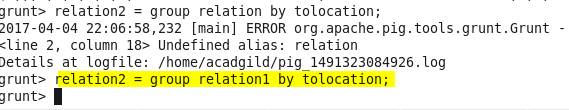 grunt> relation2 = group relation by tolocation;
2017-04-04 22:06:58,232 [main] ERROR org.apache.pig.tools.grunt.Grunt -
<line 2, column 18> Undefined alias: relation
Details at logfile: /home/acadgild/pig_1491323084926.log
grunt> relation2 = group relation1 by tolocation;
grunt>